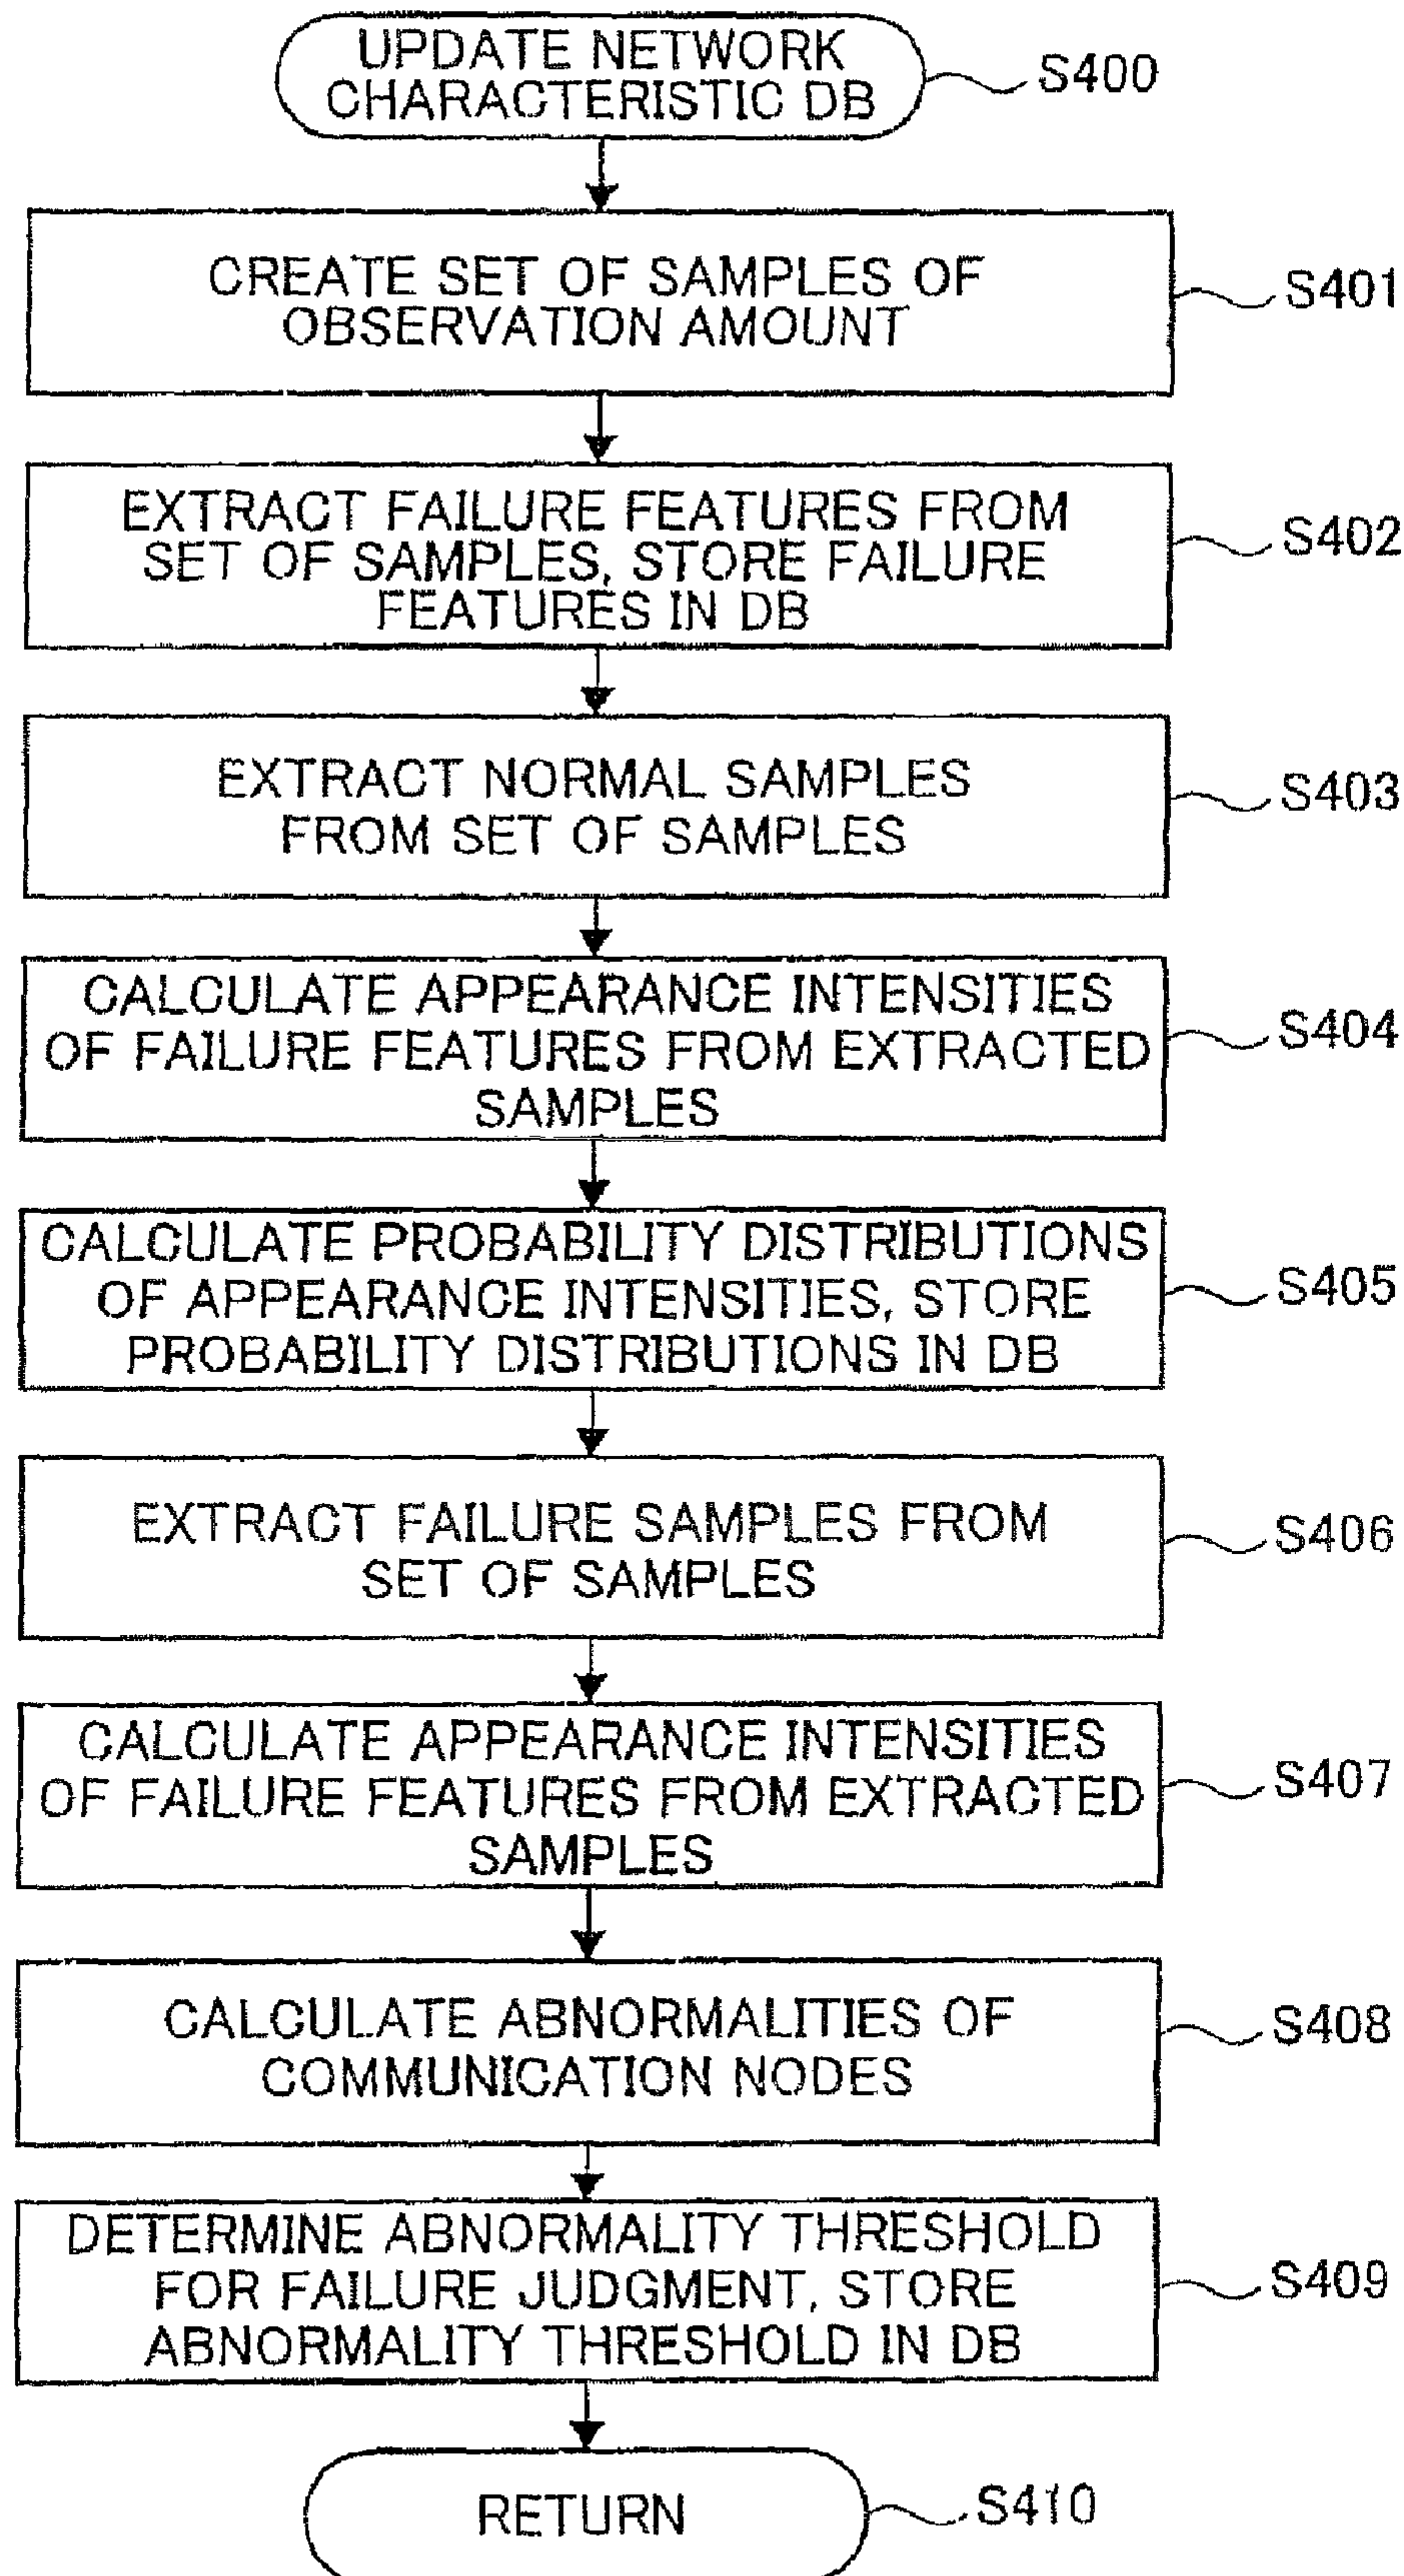 UPDATE NETWORK
CHARACTERISTIC DB
S400
CREATE SET OF SAMPLES OF
OBSERVATION AMOUNT
S401
EXTRACT FAILURE FEATURES FROM
SET OF SAMPLES, STORE FAILURE
FEATURES IN DB
S402
EXTRACT NORMAL SAMPLES
FROM SET OF SAMPLES
S403
CALCULATE APPEARANCE INTENSITIES
OF FAILURE FEATURES FROM EXTRACTED
SAMPLES
S404
CALCULATE PROBABILITY DISTRIBUTIONS
OF APPEARANCE INTENSITIES, STORE
PROBABILITY DISTRIBUTIONS IN DB
S405
EXTRACT FAILURE SAMPLES FROM
SET OF SAMPLES
S406
CALCULATE APPEARANCE INTENSITIES
OF FAILURE FEATURES FROM EXTRACTED
SAMPLES
S407
CALCULATE ABNORMALITIES OF
COMMUNICATION NODES
S408
DETERMINE ABNORMALITY THRESHOLD
FOR FAILURE JUDGMENT, STORE
ABNORMALITY THRESHOLD IN DB
S409
RETURN
S410